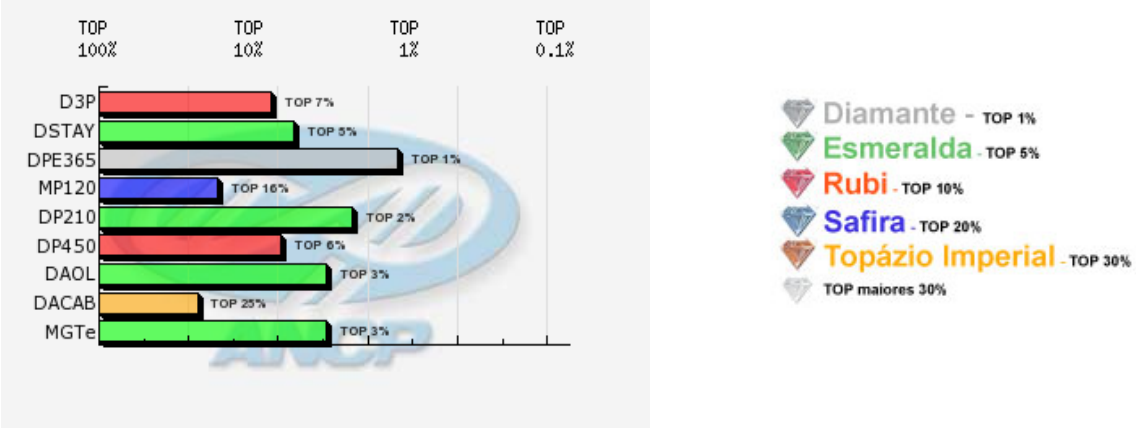 TOP TOP TOP TOP
100% 10% 1% 0.1%
D3P TOP 7%
DSTAY TOP 5%
DPE365 TOP 1%
MP120 TOP 16%
DP210 TOP 2%
DP450 TOP 6%
DAOL TOP 3%
DACAB TOP 25%
MGTe TOP 3%
ANCP
Diamante - TOP 1%
Esmeralda - TOP 5%
Rubi - TOP 10%
Safira - TOP 20%
Topázio Imperial - TOP 30%
TOP maiores 30%